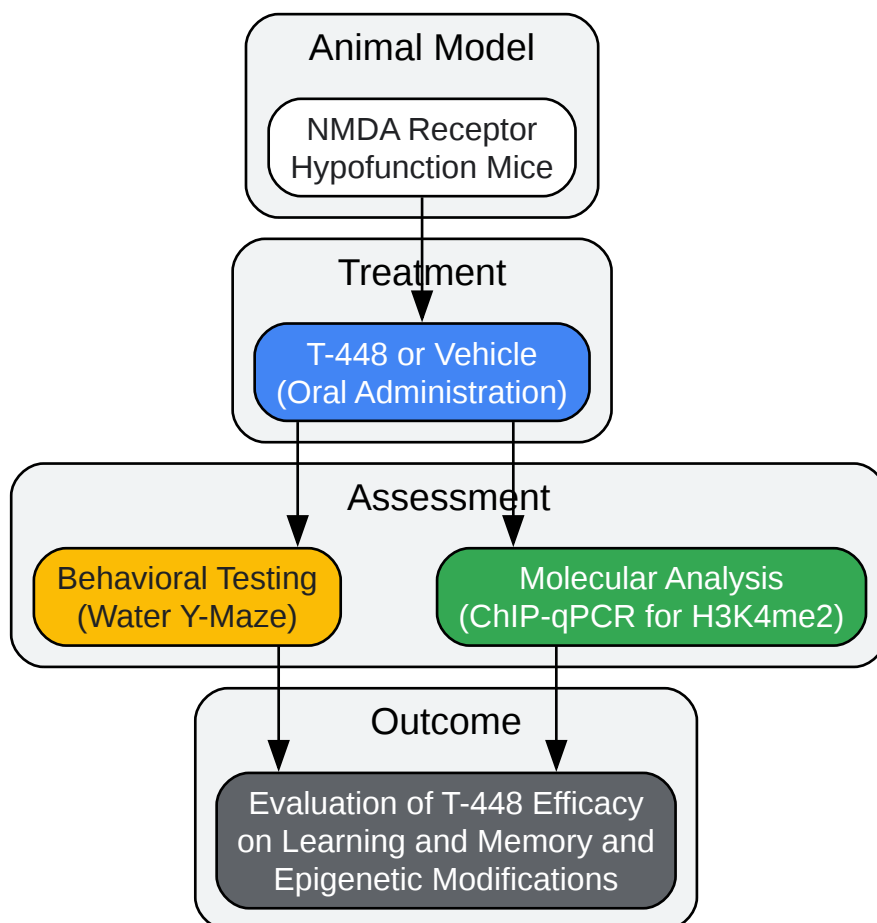 Animal Model
NMDA Receptor
Hypofunction Mice
Treatment
T-448 or Vehicle
(Oral Administration)
Assessment
Behavioral Testing
(Water Y-Maze)
Molecular Analysis
(ChIP-qPCR for H3K4me2)
Outcome
Evaluation of T-448 Efficacy
on Learning and Memory and
Epigenetic Modifications